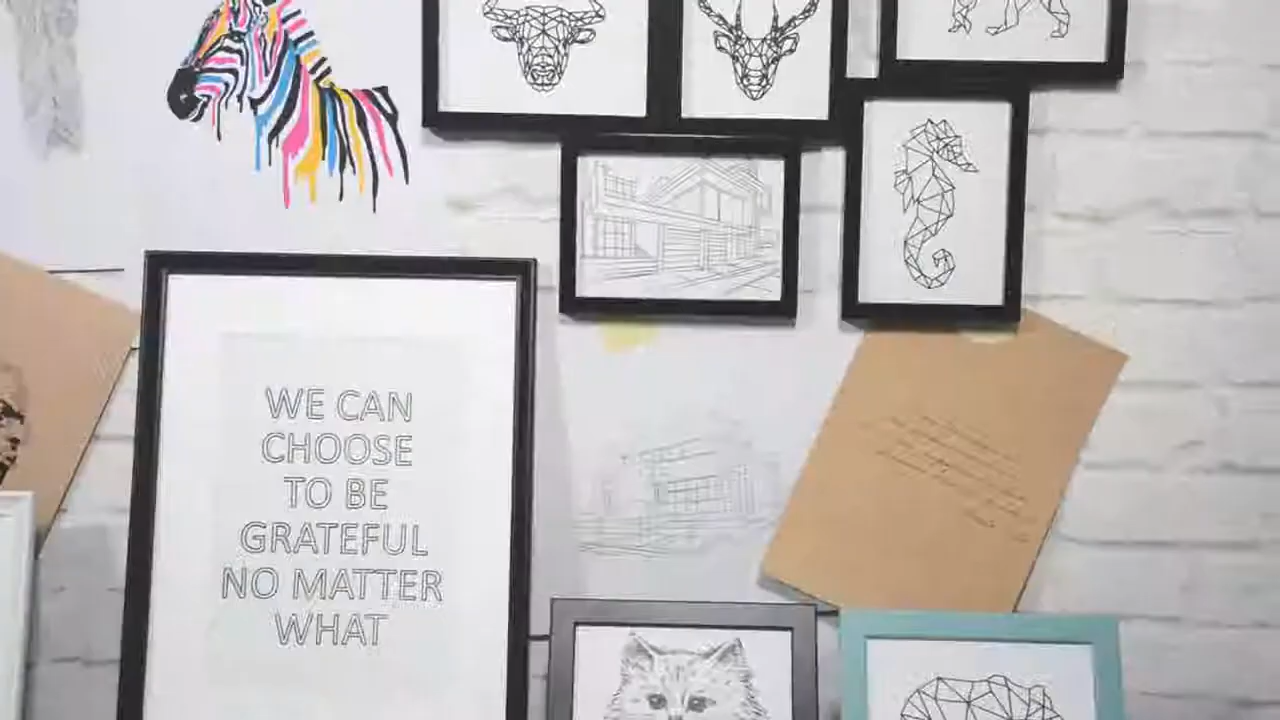 WE CAN
CHOOSE
TO BE
GRATEFUL
NO MATTER
WHAT